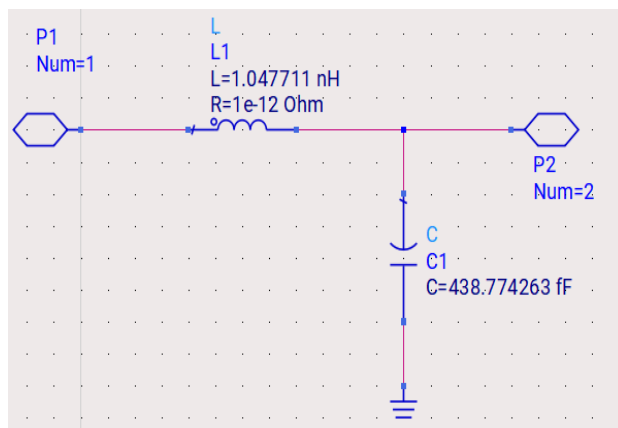 P1
Num=1
L
L1
L=1.047711 nH
R=1e-12 Ohm
P2
Num=2
C
C1
C=438.774263 fF